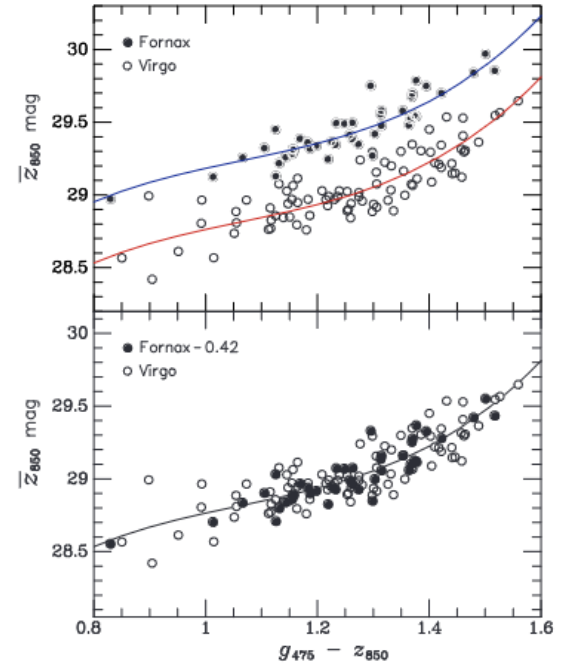 30
● Fornax
○ Virgo
29.5
z̅₈₅₀ mag
29
28.5
30
● Fornax − 0.42
○ Virgo
29.5
z̅₈₅₀ mag
29
28.5
0.8 1 1.2 1.4 1.6
g₄₇₅ − z₈₅₀